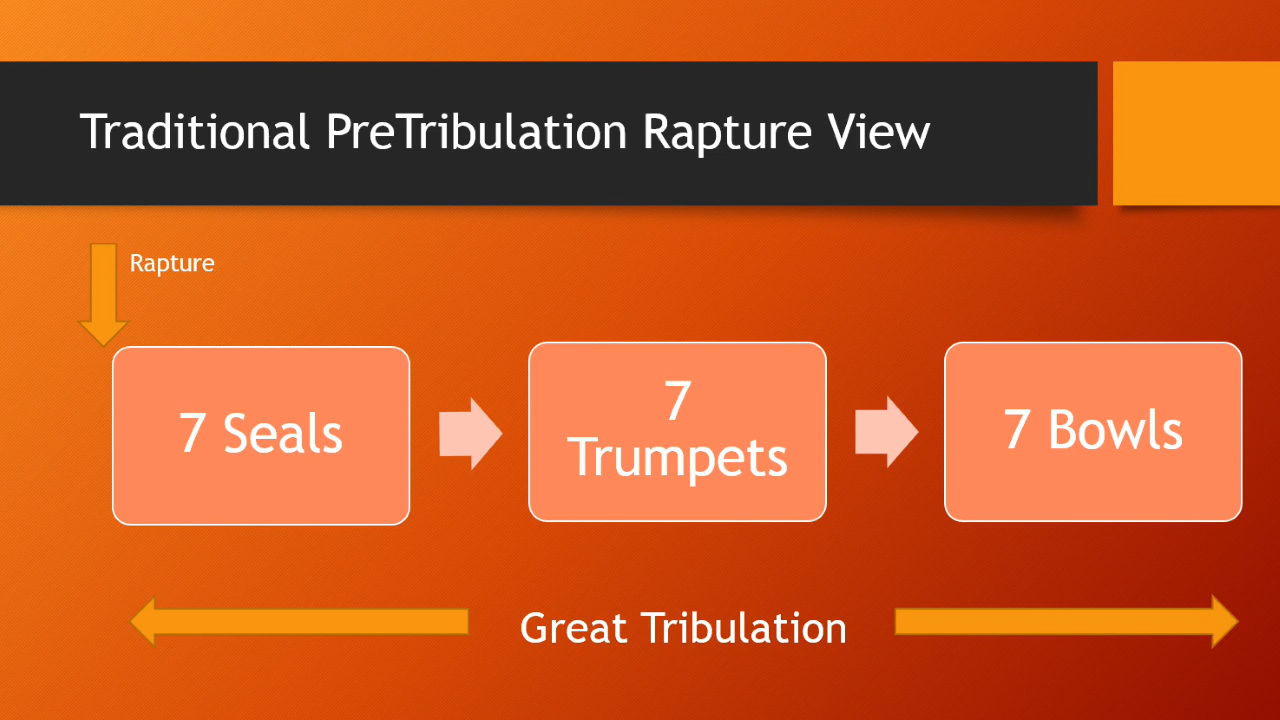 Traditional PreTribulation Rapture View
Rapture
7 Seals
7
Trumpets
7 Bowls
Great Tribulation